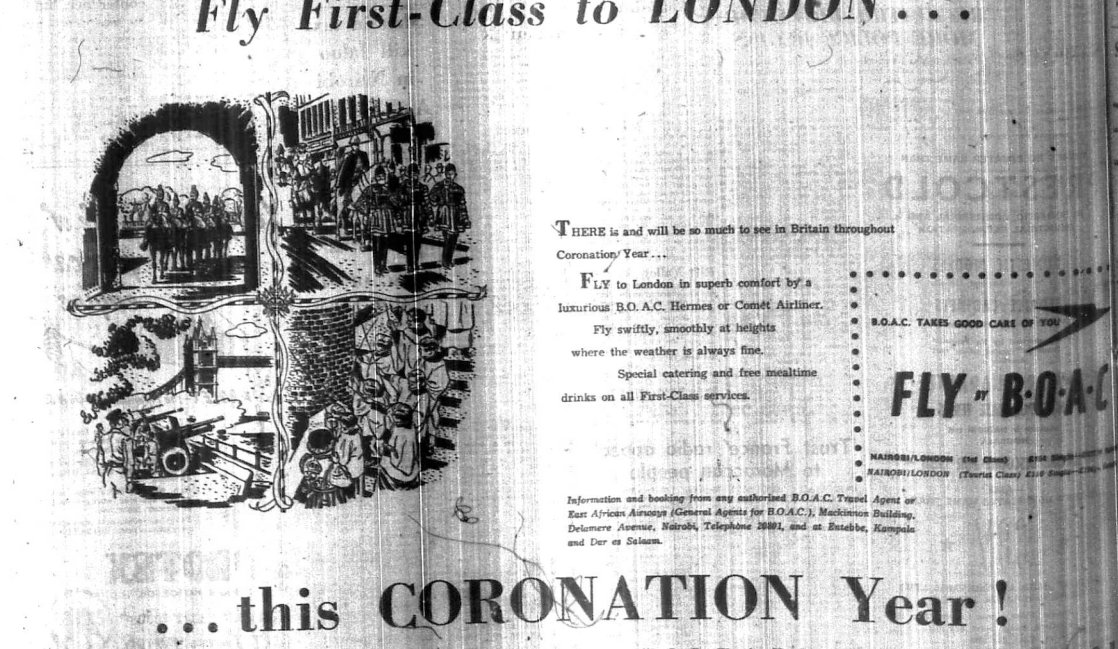 Fly First-Class to LONDON...
THERE is and will be so much to see in Britain throughout
Coronation Year...
FLY to London in superb comfort by a
luxurious B.O.A.C. Hermes or Comet Airliner.
Fly swiftly, smoothly at heights
where the weather is always fine.
Special catering and free mealtime
drinks on all First-Class services.
B.O.A.C. TAKES GOOD CARE OF YOU
FLY BY B·O·A·C
NAIROBI/LONDON (1st Class)
NAIROBI/LONDON (Tourist Class)
Information and booking from any authorized B.O.A.C. Travel Agent or
East African Airways (General Agents for B.O.A.C.), Mackinnon Building,
Delamere Avenue, Nairobi, Telephone 20801, and at Entebbe, Kampala
and Dar es Salaam.
...this CORONATION Year!